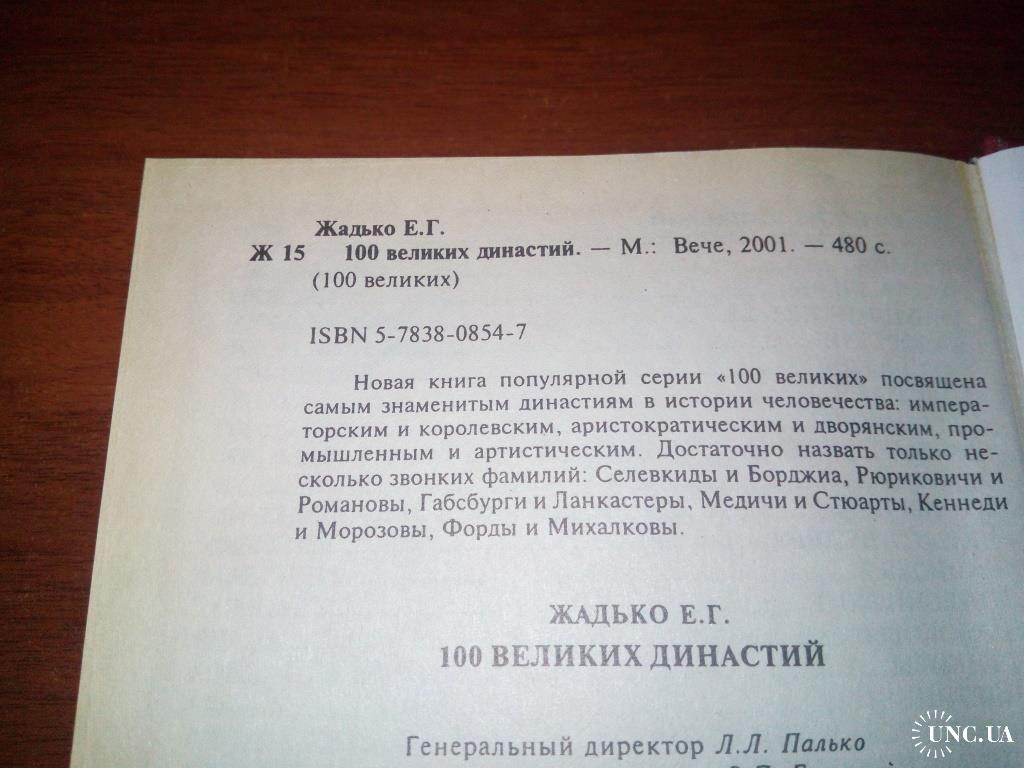 Жадько Е.Г.
Ж 15 100 великих династий. — М.: Вече, 2001. — 480 с.
(100 великих)
ISBN 5-7838-0854-7
Новая книга популярной серии «100 великих» посвящена
самым знаменитым династиям в истории человечества: импера-
торским и королевским, аристократическим и дворянским, про-
мышленным и артистическим. Достаточно назвать только не-
сколько звонких фамилий: Селевкиды и Борджиа, Рюриковичи и
Романовы, Габсбурги и Ланкастеры, Медичи и Стюарты, Кеннеди
и Морозовы, Форды и Михалковы.
ЖАДЬКО Е.Г.
100 ВЕЛИКИХ ДИНАСТИЙ
Генеральный директор Л.Л. Палько
UNC.UA